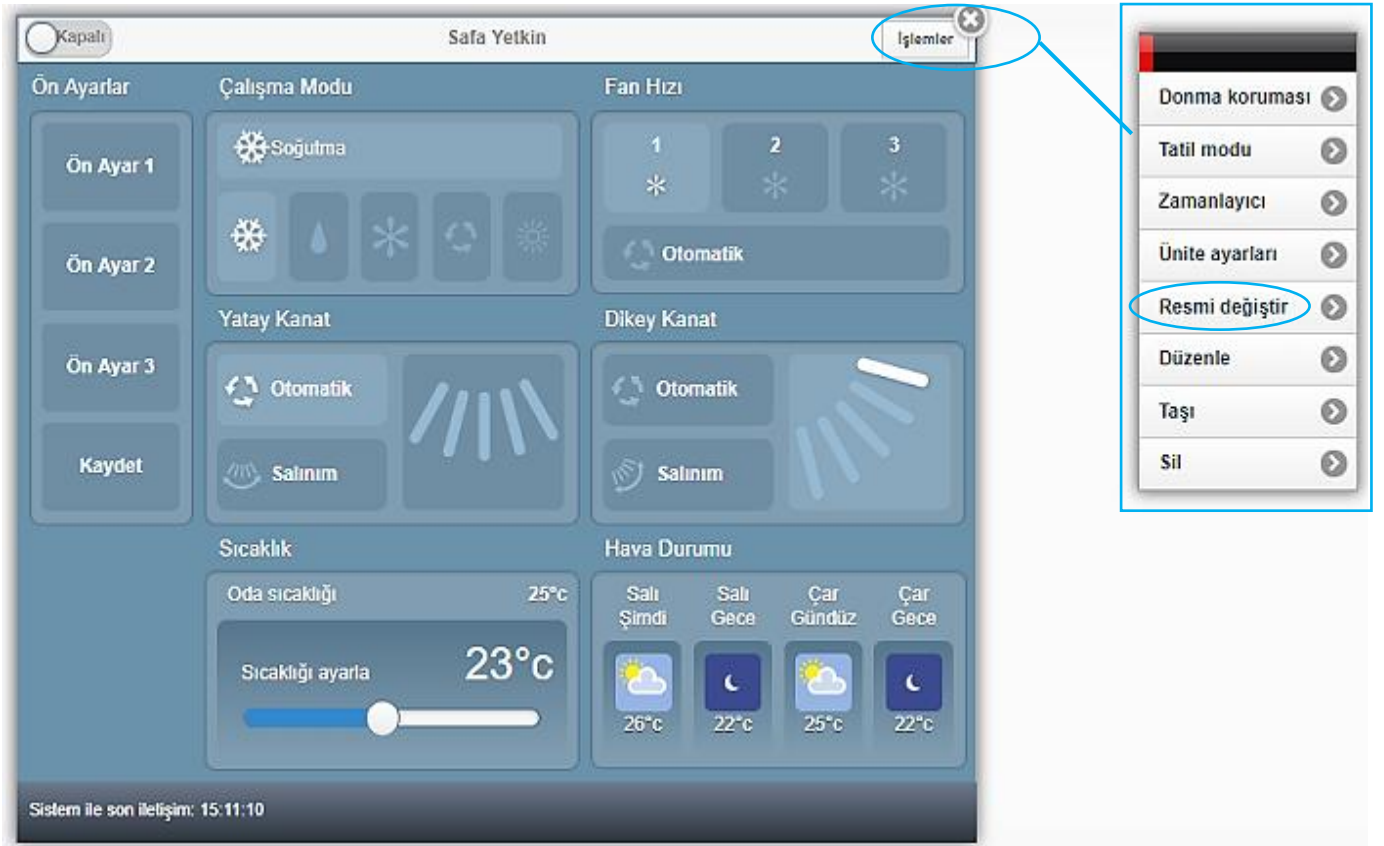 Kapalı
Safa Yetkin
İşlemler
Ön Ayarlar
Ön Ayar 1
Ön Ayar 2
Ön Ayar 3
Kaydet
Çalışma Modu
Soğutma
Fan Hızı
1
2
3
Otomatik
Yatay Kanat
Otomatik
Salınım
Dikey Kanat
Otomatik
Salınım
Sıcaklık
Oda sıcaklığı 25°c
Sıcaklığı ayarla 23°c
Hava Durumu
Salı Salı Çar Çar
Şimdi Gece Gündüz Gece
26°c 22°c 25°c 22°c
Sistem ile son iletişim: 15:11:10
Donma koruması
Tatil modu
Zamanlayıcı
Ünite ayarları
Resmi değiştir
Düzenle
Taşı
Sil